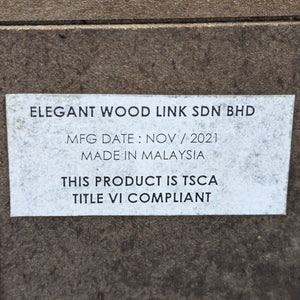 ELEGANT WOOD LINK SDN BHD
MFG DATE : NOV / 2021
MADE IN MALAYSIA
THIS PRODUCT IS TSCA
TITLE VI COMPLIANT